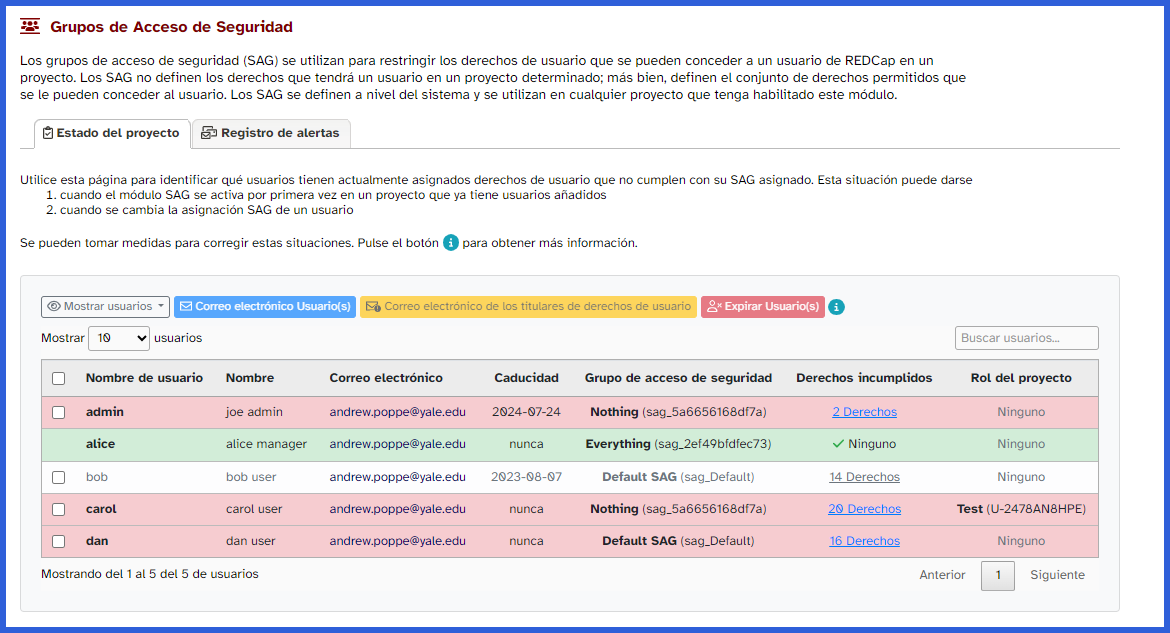 Grupos de Acceso de Seguridad
Los grupos de acceso de seguridad (SAG) se utilizan para restringir los derechos de usuario que se pueden conceder a un usuario de REDCap en un
proyecto. Los SAG no definen los derechos que tendrá un usuario en un proyecto determinado; más bien, definen el conjunto de derechos permitidos que
se le pueden conceder al usuario. Los SAG se definen a nivel del sistema y se utilizan en cualquier proyecto que tenga habilitado este módulo.
Estado del proyecto Registro de alertas
Utilice esta página para identificar qué usuarios tienen actualmente asignados derechos de usuario que no cumplen con su SAG asignado. Esta situación puede darse
1. cuando el módulo SAG se activa por primera vez en un proyecto que ya tiene usuarios añadidos
2. cuando se cambia la asignación SAG de un usuario
Se pueden tomar medidas para corregir estas situaciones. Pulse el botón i para obtener más información.
Mostrar usuarios Correo electrónico Usuario(s) Correo electrónico de los titulares de derechos de usuario Expirar Usuario(s) i
Mostrar 10 usuarios Buscar usuarios...
Nombre de usuario Nombre Correo electrónico Caducidad Grupo de acceso de seguridad Derechos incumplidos Rol del proyecto
admin joe admin andrew.poppe@yale.edu 2024-07-24 Nothing (sag_5a6656168df7a) 2 Derechos Ninguno
alice alice manager andrew.poppe@yale.edu nunca Everything (sag_2ef49bfdfec73) ✓ Ninguno Ninguno
bob bob user andrew.poppe@yale.edu 2023-08-07 Default SAG (sag_Default) 14 Derechos Ninguno
carol carol user andrew.poppe@yale.edu nunca Nothing (sag_5a6656168df7a) 20 Derechos Test (U-2478AN8HPE)
dan dan user andrew.poppe@yale.edu nunca Default SAG (sag_Default) 16 Derechos Ninguno
Mostrando del 1 al 5 del 5 de usuarios Anterior 1 Siguiente